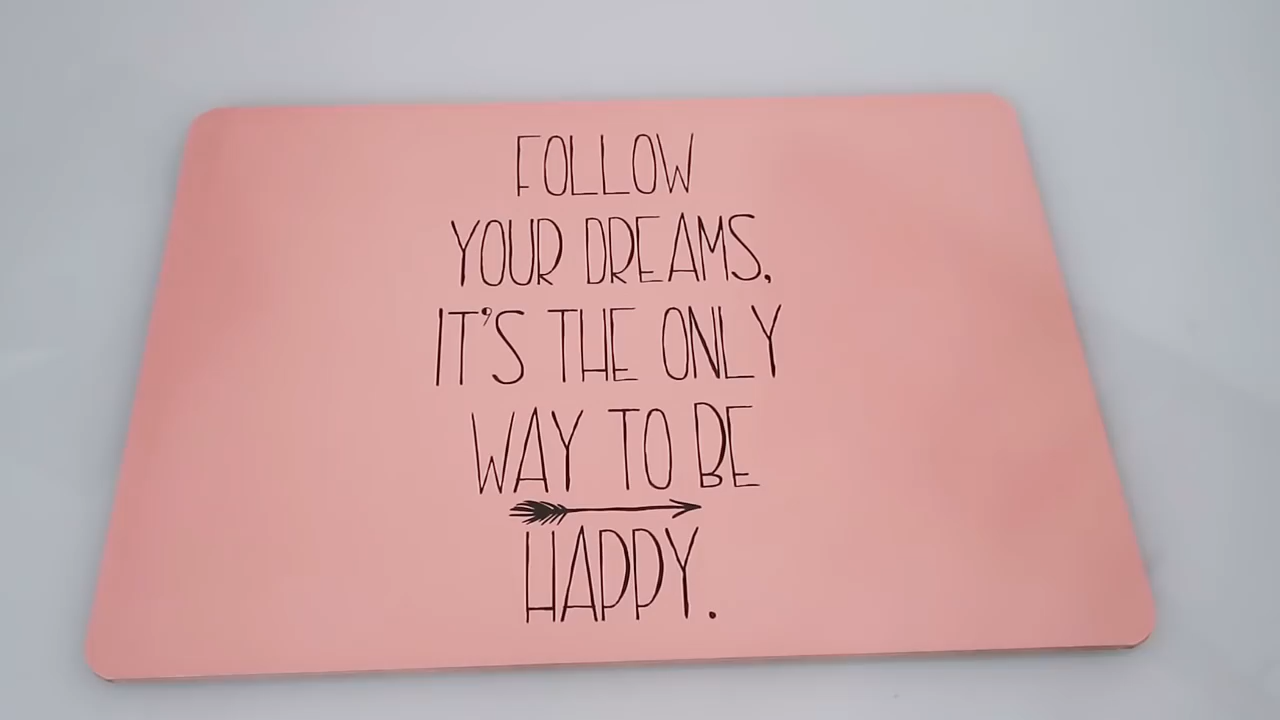 FOLLOW
YOUR DREAMS,
IT'S THE ONLY
WAY TO BE
HAPPY.